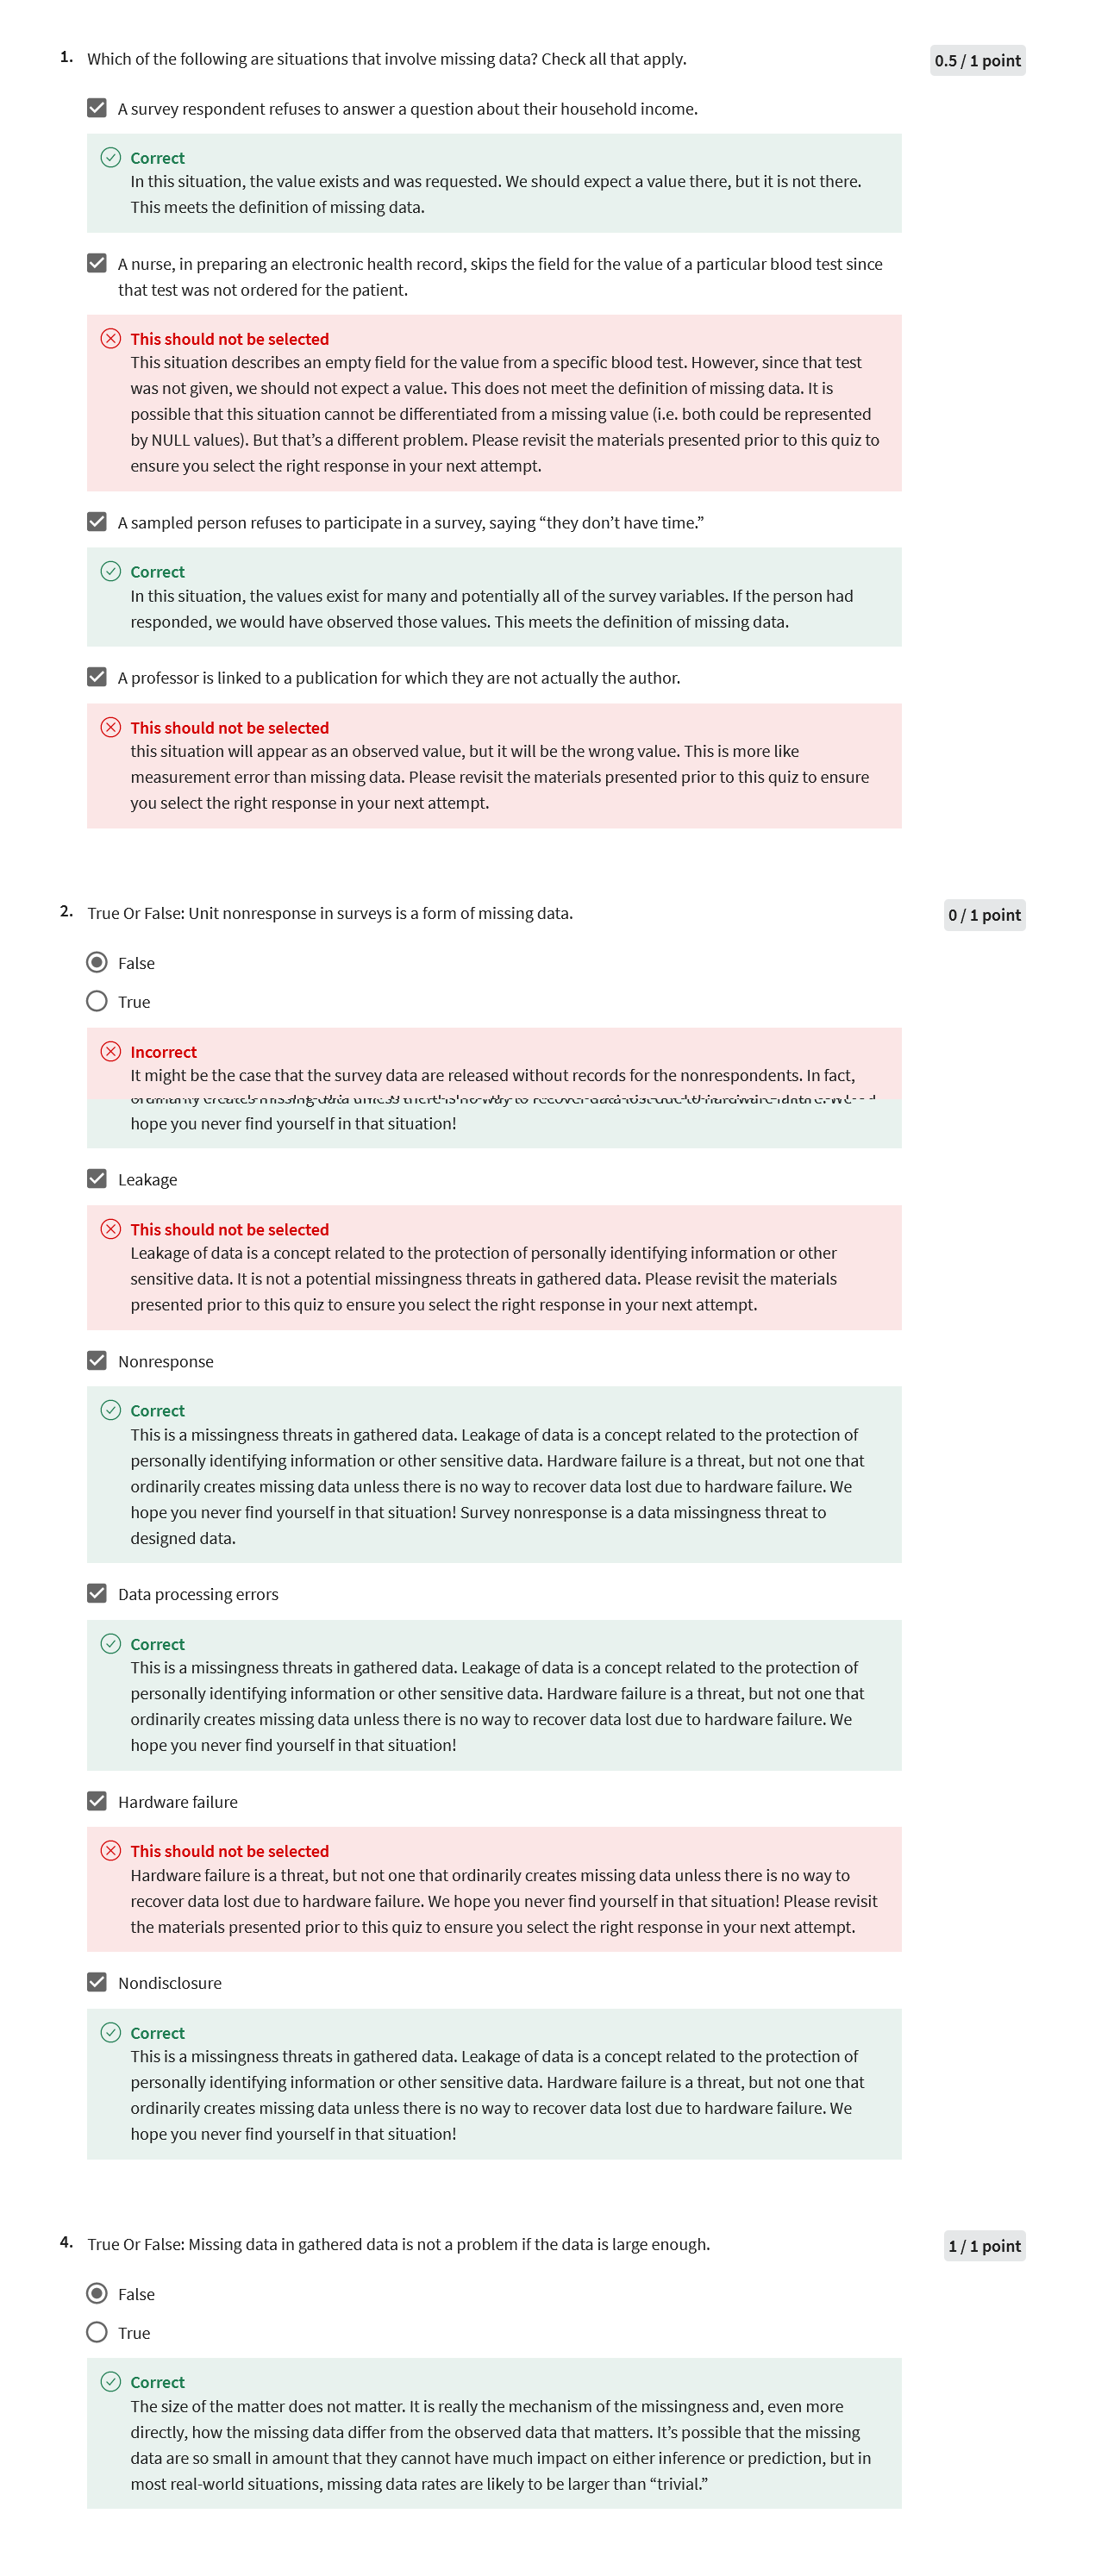 1. Which of the following are situations that involve missing data? Check all that apply.
0.5 / 1 point
A survey respondent refuses to answer a question about their household income.
Correct
In this situation, the value exists and was requested. We should expect a value there, but it is not there.
This meets the definition of missing data.
A nurse, in preparing an electronic health record, skips the field for the value of a particular blood test since
that test was not ordered for the patient.
This should not be selected
This situation describes an empty field for the value from a specific blood test. However, since that test
was not given, we should not expect a value. This does not meet the definition of missing data. It is
possible that this situation cannot be differentiated from a missing value (i.e. both could be represented
by NULL values). But that’s a different problem. Please revisit the materials presented prior to this quiz to
ensure you select the right response in your next attempt.
A sampled person refuses to participate in a survey, saying “they don’t have time.”
Correct
In this situation, the values exist for many and potentially all of the survey variables. If the person had
responded, we would have observed those values. This meets the definition of missing data.
A professor is linked to a publication for which they are not actually the author.
This should not be selected
this situation will appear as an observed value, but it will be the wrong value. This is more like
measurement error than missing data. Please revisit the materials presented prior to this quiz to ensure
you select the right response in your next attempt.
2. True Or False: Unit nonresponse in surveys is a form of missing data.
0 / 1 point
False
True
Incorrect
It might be the case that the survey data are released without records for the nonrespondents. In fact,
hope you never find yourself in that situation!
Leakage
This should not be selected
Leakage of data is a concept related to the protection of personally identifying information or other
sensitive data. It is not a potential missingness threats in gathered data. Please revisit the materials
presented prior to this quiz to ensure you select the right response in your next attempt.
Nonresponse
Correct
This is a missingness threats in gathered data. Leakage of data is a concept related to the protection of
personally identifying information or other sensitive data. Hardware failure is a threat, but not one that
ordinarily creates missing data unless there is no way to recover data lost due to hardware failure. We
hope you never find yourself in that situation! Survey nonresponse is a data missingness threat to
designed data.
Data processing errors
Correct
This is a missingness threats in gathered data. Leakage of data is a concept related to the protection of
personally identifying information or other sensitive data. Hardware failure is a threat, but not one that
ordinarily creates missing data unless there is no way to recover data lost due to hardware failure. We
hope you never find yourself in that situation!
Hardware failure
This should not be selected
Hardware failure is a threat, but not one that ordinarily creates missing data unless there is no way to
recover data lost due to hardware failure. We hope you never find yourself in that situation! Please revisit
the materials presented prior to this quiz to ensure you select the right response in your next attempt.
Nondisclosure
Correct
This is a missingness threats in gathered data. Leakage of data is a concept related to the protection of
personally identifying information or other sensitive data. Hardware failure is a threat, but not one that
ordinarily creates missing data unless there is no way to recover data lost due to hardware failure. We
hope you never find yourself in that situation!
4. True Or False: Missing data in gathered data is not a problem if the data is large enough.
1 / 1 point
False
True
Correct
The size of the matter does not matter. It is really the mechanism of the missingness and, even more
directly, how the missing data differ from the observed data that matters. It’s possible that the missing
data are so small in amount that they cannot have much impact on either inference or prediction, but in
most real-world situations, missing data rates are likely to be larger than “trivial.”